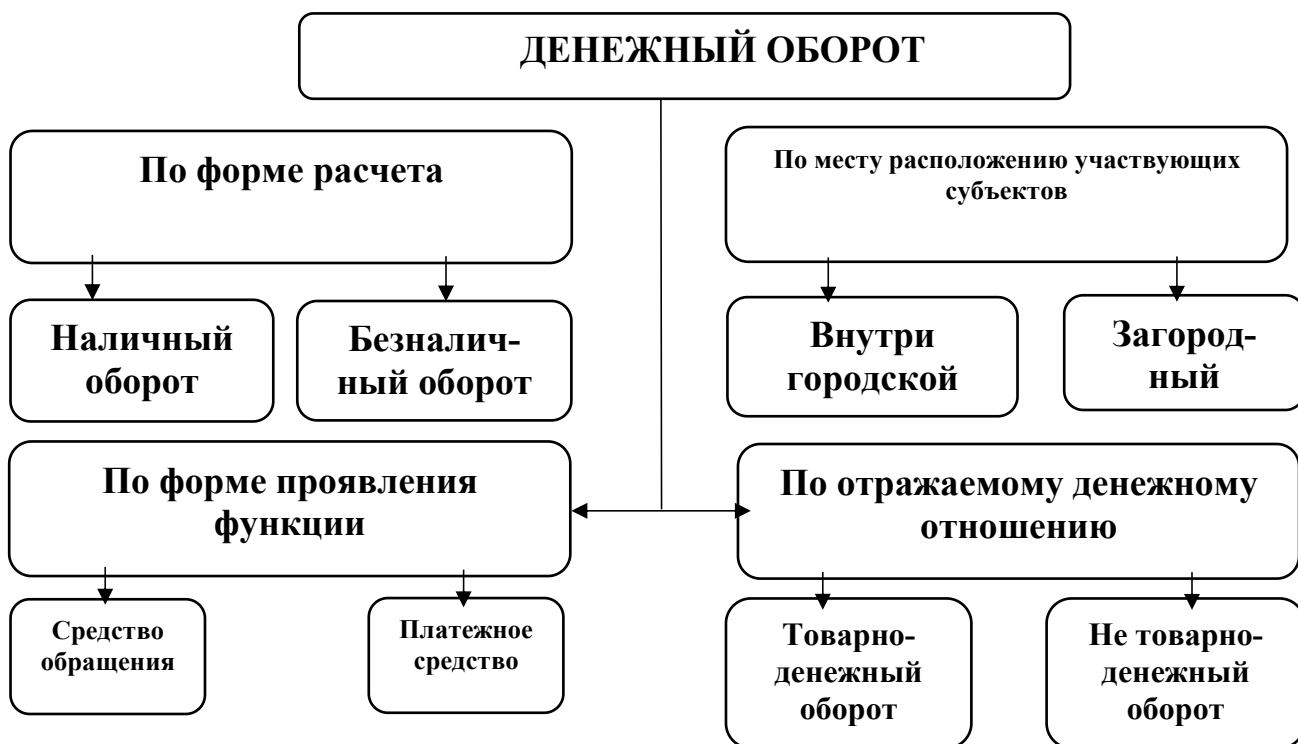 ДЕНЕЖНЫЙ ОБОРОТ
По форме расчета
По месту расположению участвующих
субъектов
Наличный
оборот
Безналич-
ный оборот
Внутри
городской
Загород-
ный
По форме проявления
функции
По отражаемому денежному
отношению
Средство
обращения
Платежное
средство
Товарно-
денежный
оборот
Не товарно-
денежный
оборот